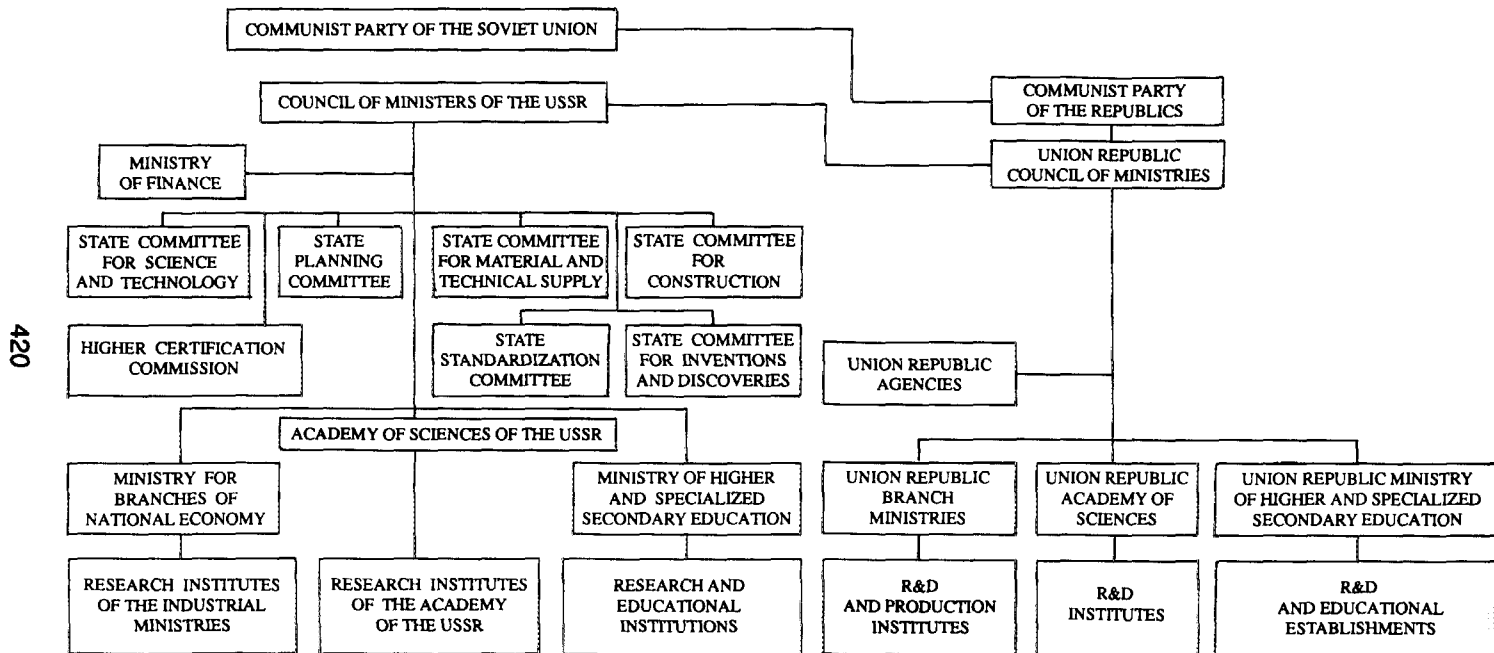 COMMUNIST PARTY OF THE SOVIET UNION
COUNCIL OF MINISTERS OF THE USSR
COMMUNIST PARTY
OF THE REPUBLICS
MINISTRY
OF FINANCE
UNION REPUBLIC
COUNCIL OF MINISTRIES
STATE COMMITTEE
FOR SCIENCE
AND TECHNOLOGY
STATE
PLANNING
COMMITTEE
STATE COMMITTEE
FOR MATERIAL AND
TECHNICAL SUPPLY
STATE COMMITTEE
FOR
CONSTRUCTION
420
HIGHER CERTIFICATION
COMMISSION
STATE
STANDARDIZATION
COMMITTEE
STATE COMMITTEE
FOR INVENTIONS
AND DISCOVERIES
UNION REPUBLIC
AGENCIES
ACADEMY OF SCIENCES OF THE USSR
MINISTRY FOR
BRANCHES OF
NATIONAL ECONOMY
MINISTRY OF HIGHER
AND SPECIALIZED
SECONDARY EDUCATION
UNION REPUBLIC
BRANCH
MINISTRIES
UNION REPUBLIC
ACADEMY OF
SCIENCES
UNION REPUBLIC MINISTRY
OF HIGHER AND SPECIALIZED
SECONDARY EDUCATION
RESEARCH INSTITUTES
OF THE INDUSTRIAL
MINISTRIES
RESEARCH INSTITUTES
OF THE ACADEMY
OF THE USSR
RESEARCH AND
EDUCATIONAL
INSTITUTIONS
R&D
AND PRODUCTION
INSTITUTES
R&D
INSTITUTES
R&D
AND EDUCATIONAL
ESTABLISHMENTS